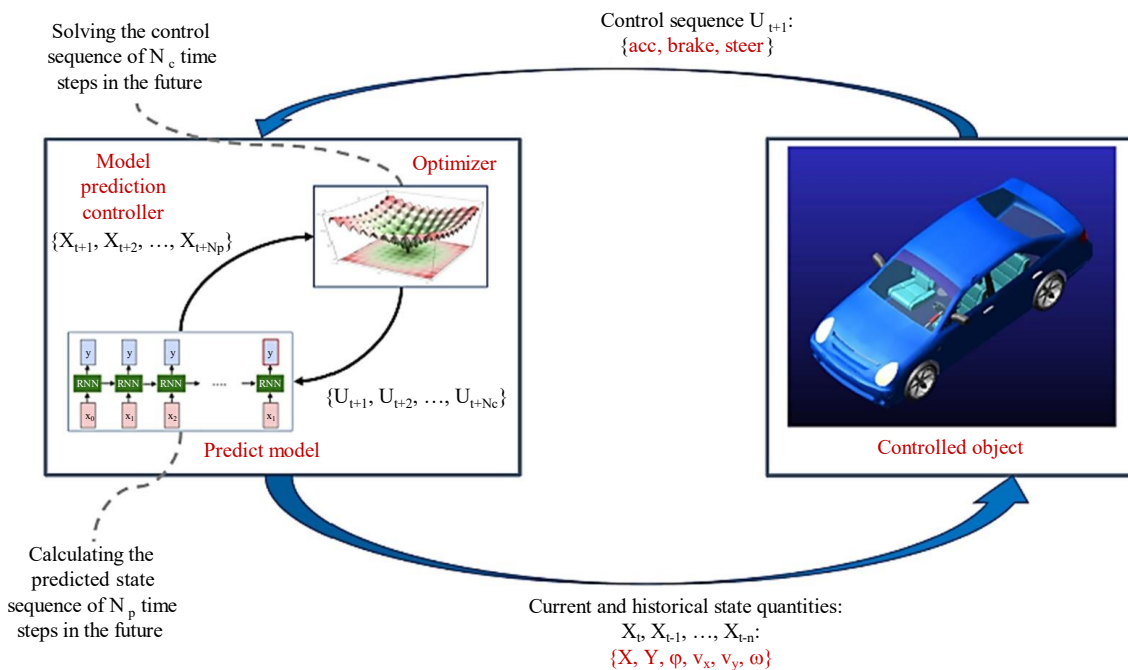 Solving the control
sequence of N c time
steps in the future
Control sequence U t+1:
{acc, brake, steer}
Model
prediction
controller
Optimizer
{Xt+1, Xt+2, …, Xt+Np}
y y y y
RNN RNN RNN .... RNN
x0 x1 x2 x1
{Ut+1, Ut+2, …, Ut+Nc}
Predict model
Controlled object
Calculating the
predicted state
sequence of N p time
steps in the future
Current and historical state quantities:
Xt, Xt-1, …, Xt-n:
{X, Y, φ, vx, vy, ω}